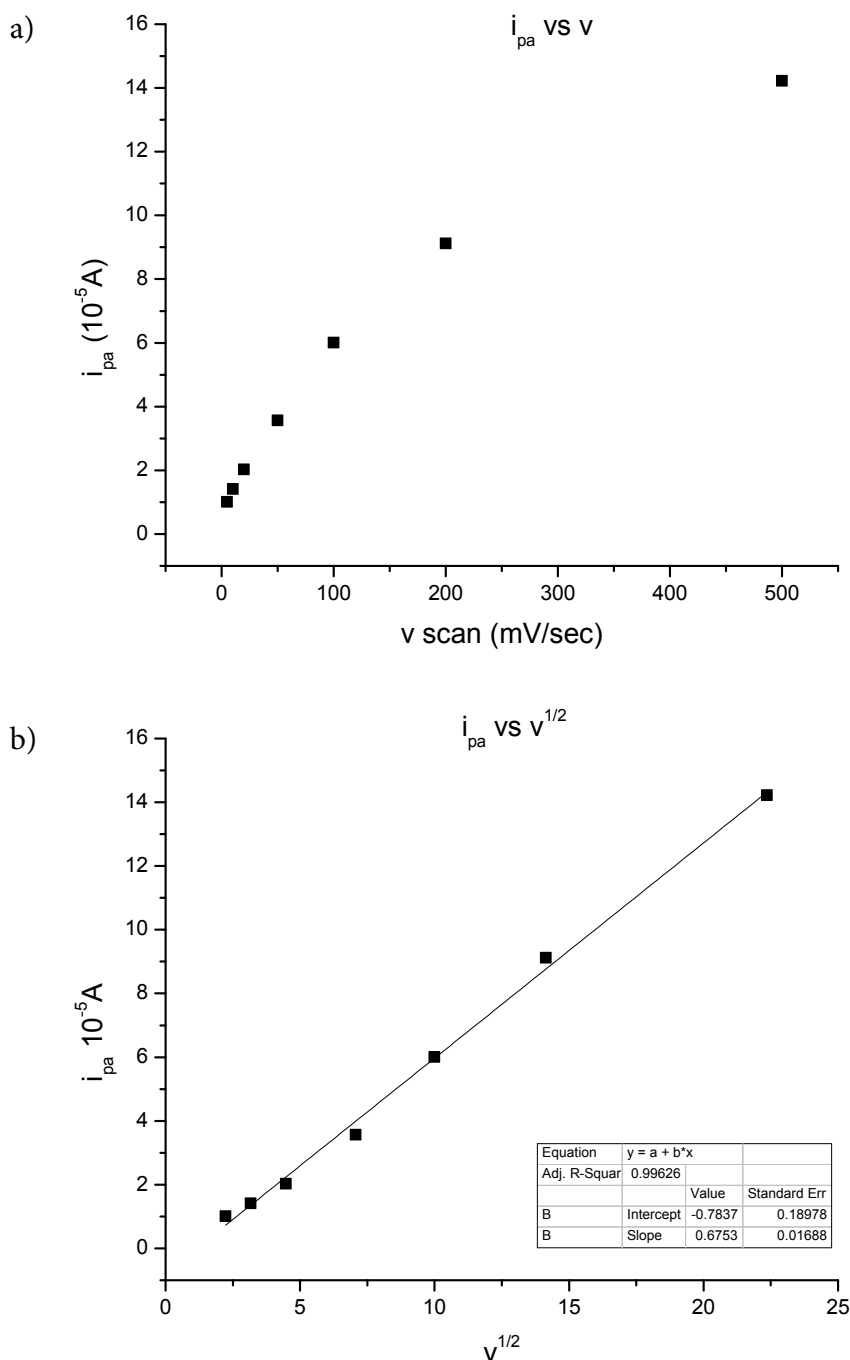 a)
i_pa vs v
16
14
12
10
8
6
4
2
0
i_pa (10^-5A)
0 100 200 300 400 500
v scan (mV/sec)
b)
i_pa vs v^1/2
16
14
12
10
8
6
4
2
0
i_pa 10^-5A
Equation y = a + b*x
Adj. R-Squar 0.99626
Value Standard Err
B Intercept -0.7837 0.18978
B Slope 0.6753 0.01688
0 5 10 15 20 25
v^1/2